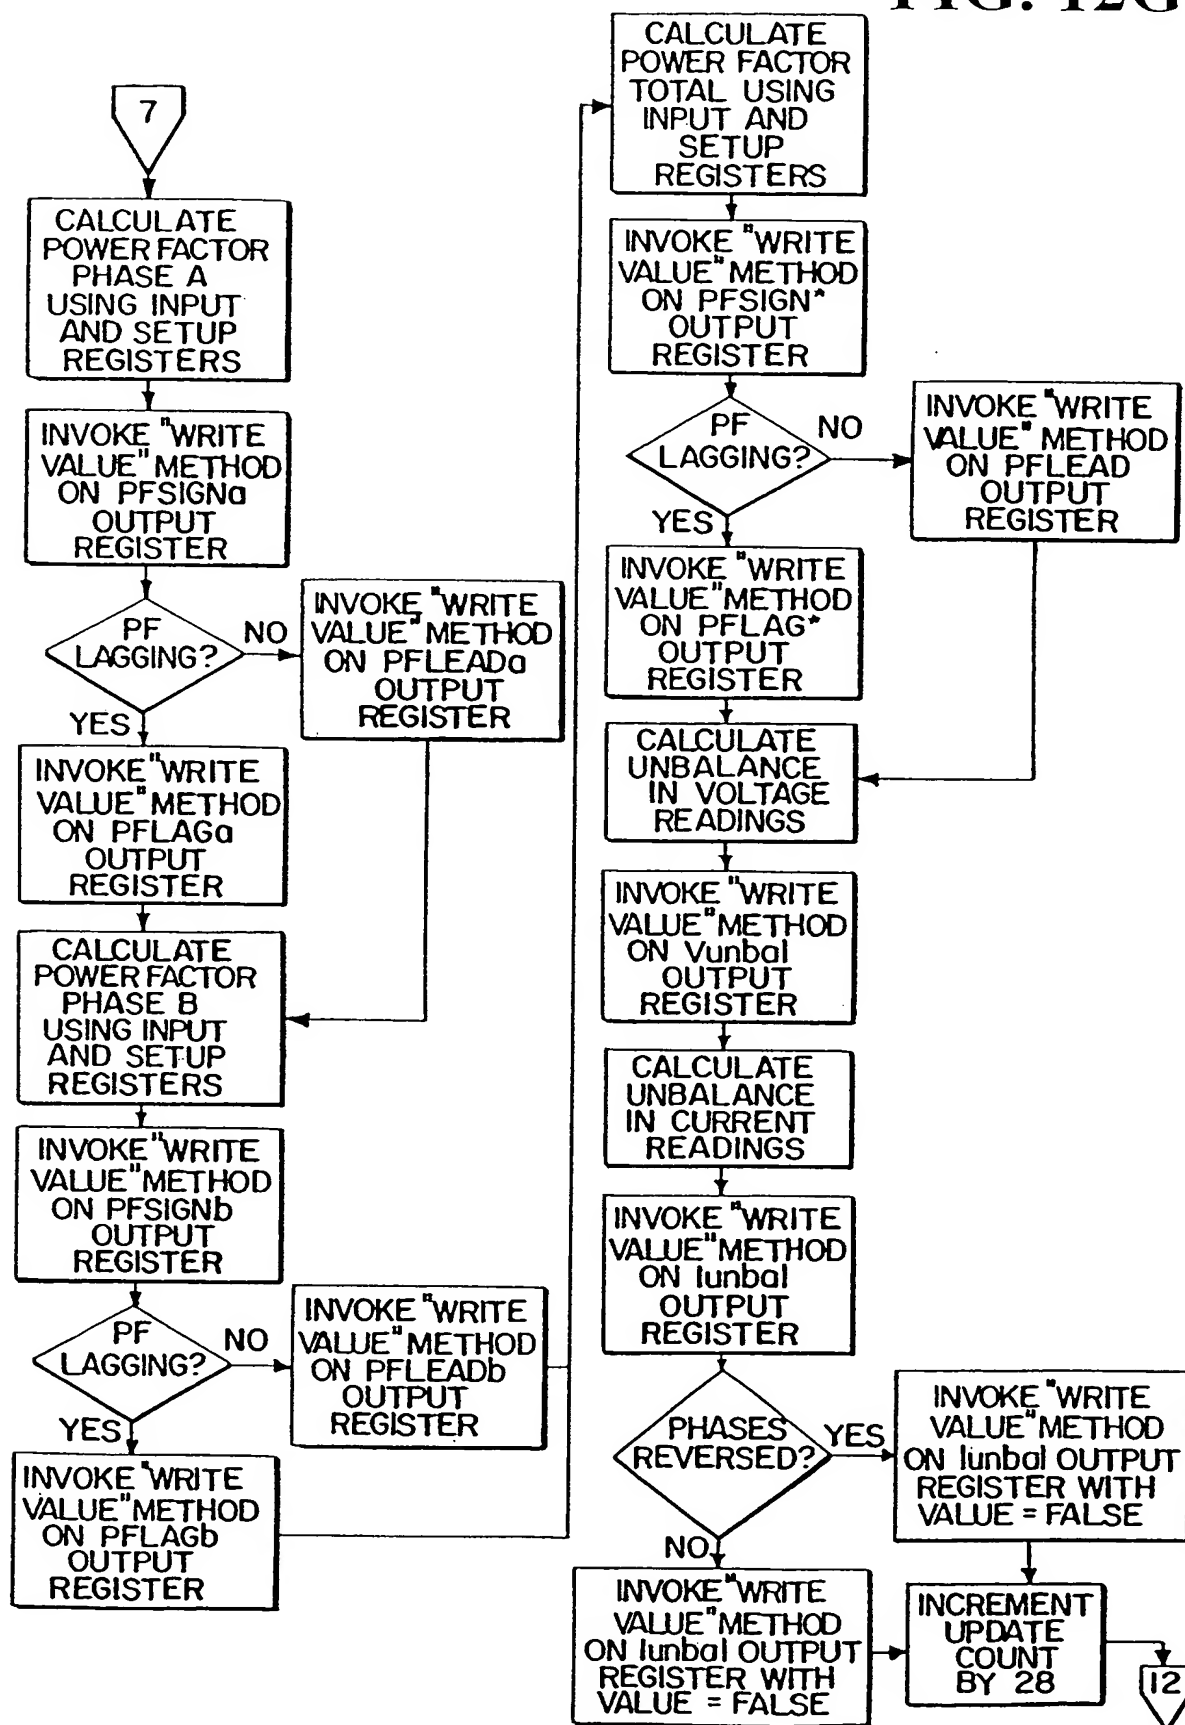 FIG. 12G
7
CALCULATE
POWER FACTOR
PHASE A
USING INPUT
AND SETUP
REGISTERS
INVOKE "WRITE
VALUE" METHOD
ON PFSIGNa
OUTPUT
REGISTER
PF
LAGGING?
NO
YES
INVOKE "WRITE
VALUE" METHOD
ON PFLEADa
OUTPUT
REGISTER
INVOKE "WRITE
VALUE" METHOD
ON PFLAGa
OUTPUT
REGISTER
CALCULATE
POWER FACTOR
PHASE B
USING INPUT
AND SETUP
REGISTERS
INVOKE "WRITE
VALUE" METHOD
ON PFSIGNb
OUTPUT
REGISTER
PF
LAGGING?
NO
YES
INVOKE "WRITE
VALUE" METHOD
ON PFLEADb
OUTPUT
REGISTER
INVOKE "WRITE
VALUE" METHOD
ON PFLAGb
OUTPUT
REGISTER
CALCULATE
POWER FACTOR
TOTAL USING
INPUT AND
SETUP
REGISTERS
INVOKE "WRITE
VALUE" METHOD
ON PFSIGN*
OUTPUT
REGISTER
PF
LAGGING?
NO
YES
INVOKE "WRITE
VALUE" METHOD
ON PFLEAD
OUTPUT
REGISTER
INVOKE "WRITE
VALUE" METHOD
ON PFLAG*
OUTPUT
REGISTER
CALCULATE
UNBALANCE
IN VOLTAGE
READINGS
INVOKE "WRITE
VALUE" METHOD
ON Vunbal
OUTPUT
REGISTER
CALCULATE
UNBALANCE
IN CURRENT
READINGS
INVOKE "WRITE
VALUE" METHOD
ON Iunbal
OUTPUT
REGISTER
PHASES
REVERSED?
YES
NO
INVOKE "WRITE
VALUE" METHOD
ON Iunbal OUTPUT
REGISTER WITH
VALUE = FALSE
INVOKE "WRITE
VALUE" METHOD
ON Iunbal OUTPUT
REGISTER WITH
VALUE = FALSE
INCREMENT
UPDATE
COUNT
BY 28
12